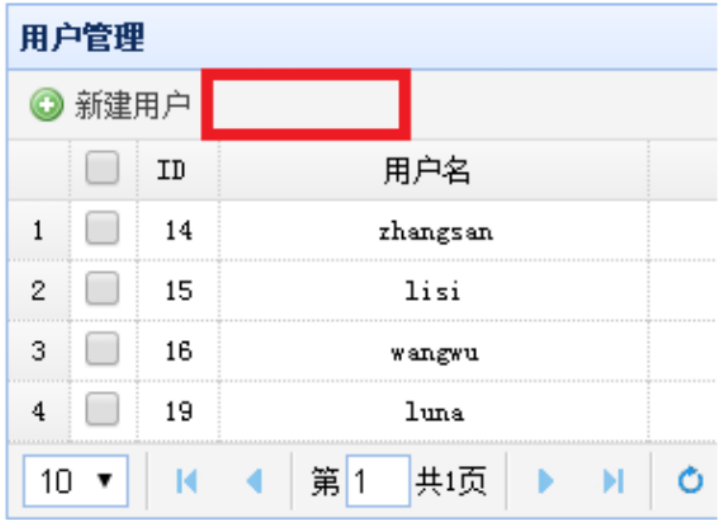 用户管理
新建用户
ID 用户名
1 14 zhangsan
2 15 lisi
3 16 wangwu
4 19 luna
10 第 1 共1页